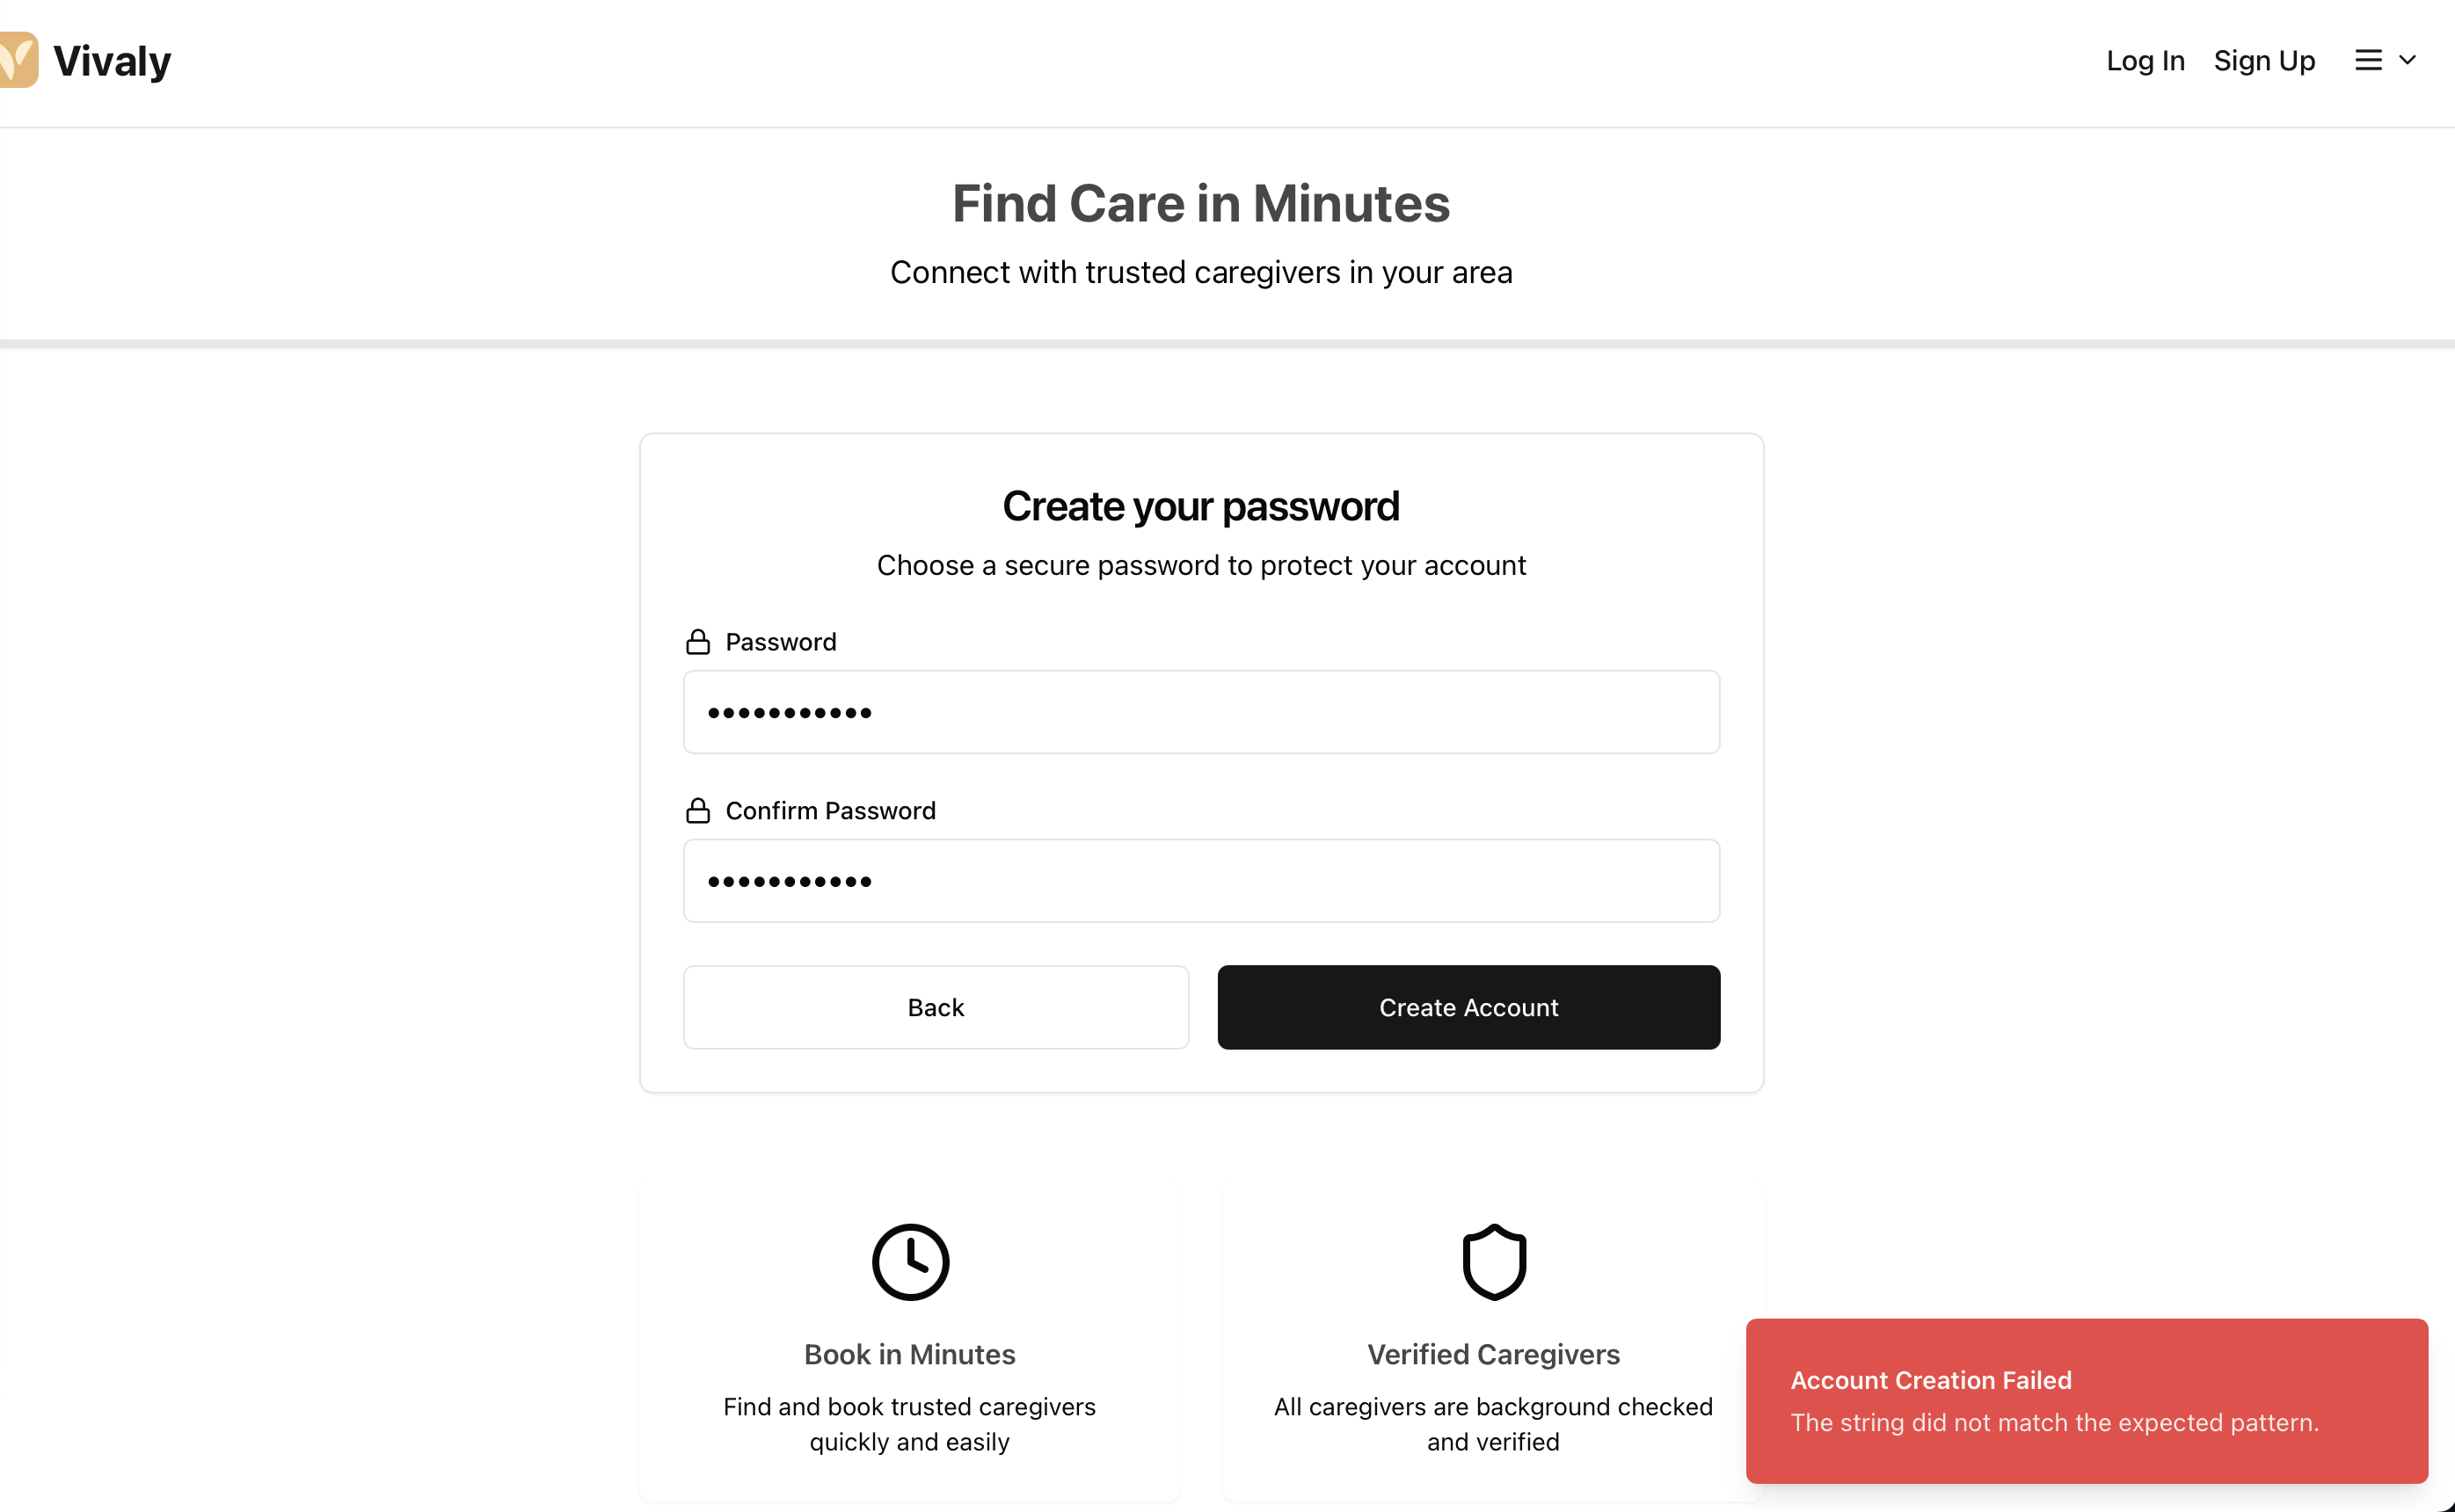 Vivaly
Log In
Sign Up
Find Care in Minutes
Connect with trusted caregivers in your area
Create your password
Choose a secure password to protect your account
Password
•••••••••••
Confirm Password
•••••••••••
Back
Create Account
Book in Minutes
Find and book trusted caregivers
quickly and easily
Verified Caregivers
All caregivers are background checked
and verified
Account Creation Failed
The string did not match the expected pattern.